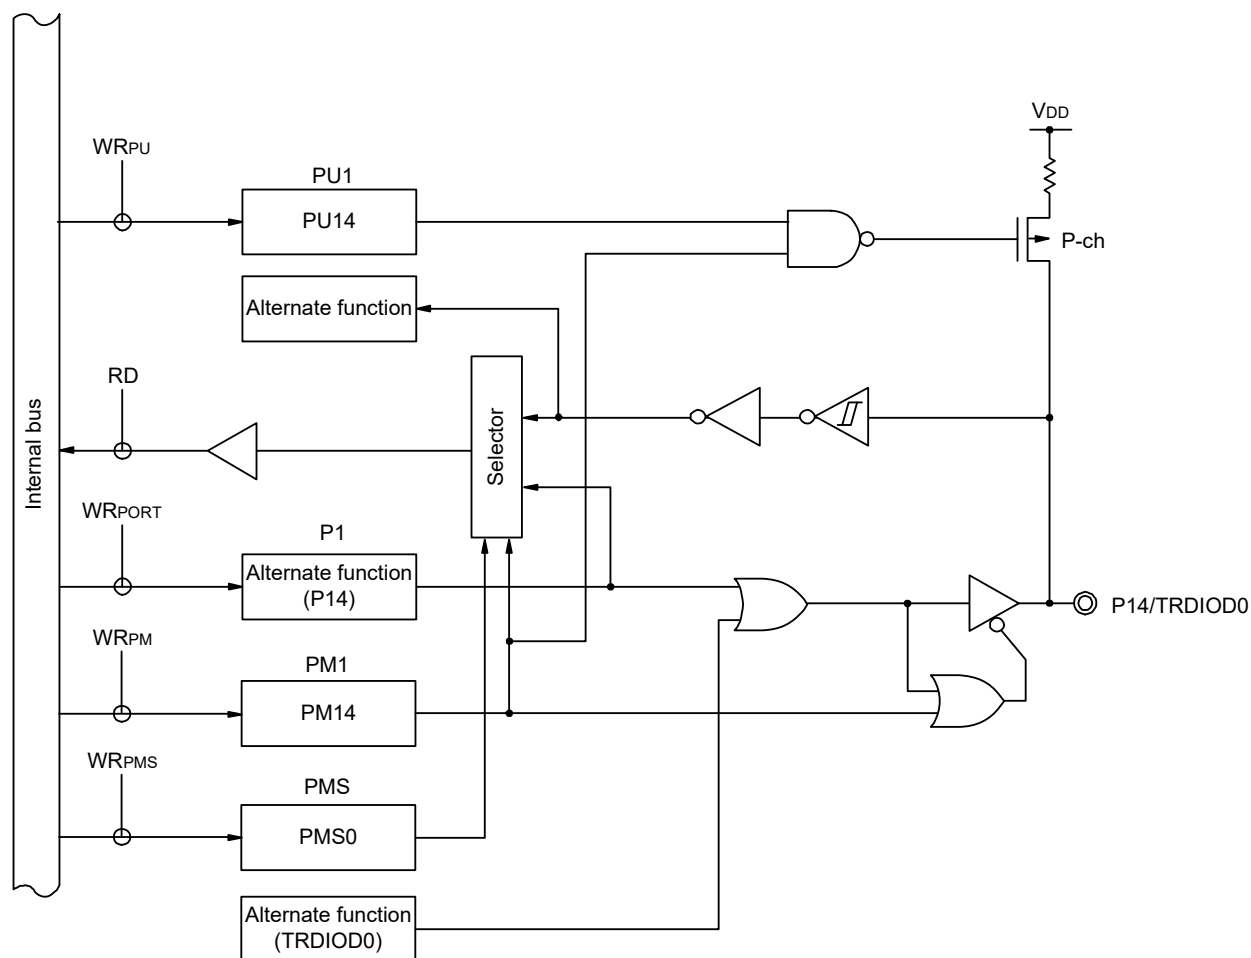 VDD
WRPU
PU1
PU14
P-ch
Alternate function
RD
Selector
Internal bus
WRPORT
P1
Alternate function
(P14)
P14/TRDIOD0
WRPM
PM1
PM14
WRPMS
PMS
PMS0
Alternate function
(TRDIOD0)